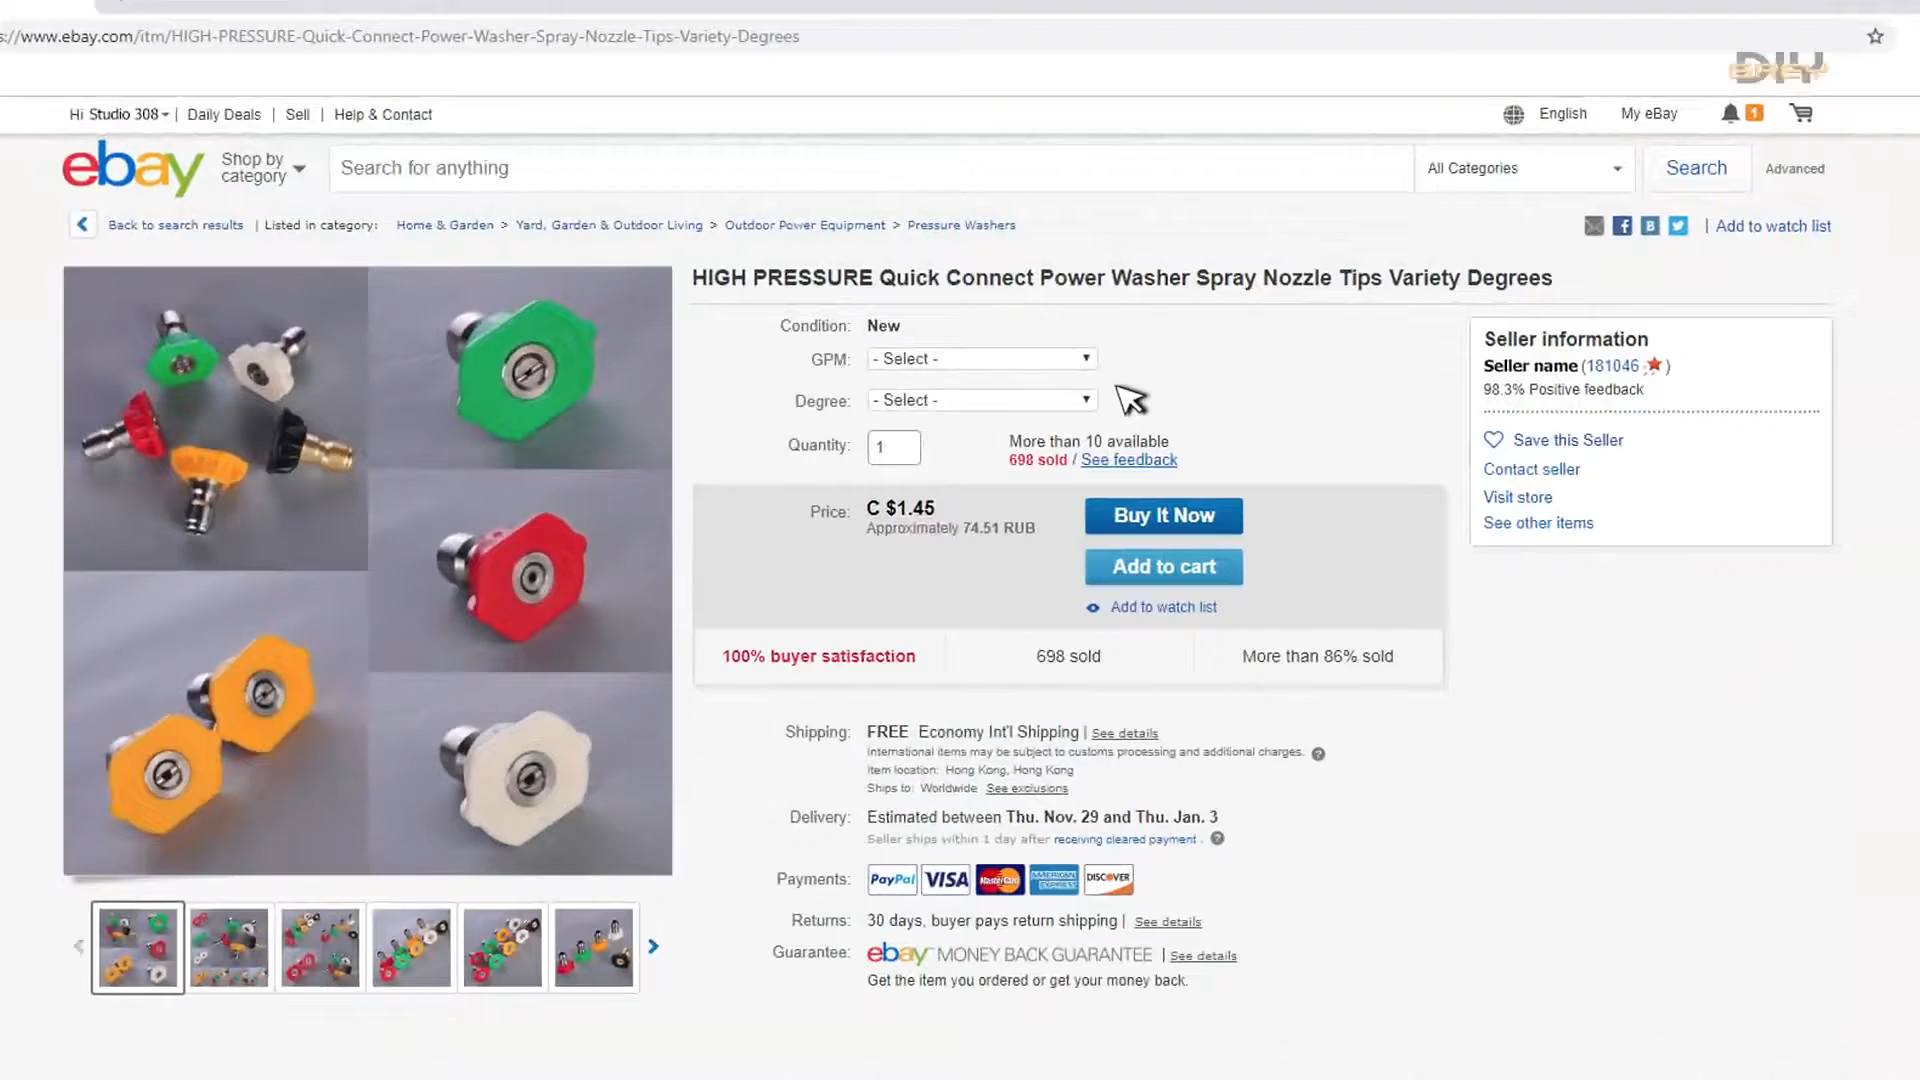 s://www.ebay.com/itm/HIGH-PRESSURE-Quick-Connect-Power-Washer-Spray-Nozzle-Tips-Variety-Degrees
DIY
Hi Studio 308 | Daily Deals | Sell | Help & Contact
English My eBay 1
ebay Shop by category Search for anything All Categories Search Advanced
Back to search results | Listed in category: Home & Garden > Yard, Garden & Outdoor Living > Outdoor Power Equipment > Pressure Washers
| Add to watch list
HIGH PRESSURE Quick Connect Power Washer Spray Nozzle Tips Variety Degrees
Condition: New
GPM: - Select -
Degree: - Select -
Quantity: 1
More than 10 available
698 sold / See feedback
Price: C $1.45
Approximately 74.51 RUB
Buy It Now
Add to cart
Add to watch list
100% buyer satisfaction 698 sold More than 86% sold
Seller information
Seller name (181046 )
98.3% Positive feedback
Save this Seller
Contact seller
Visit store
See other items
Shipping: FREE Economy Int'l Shipping | See details
International items may be subject to customs processing and additional charges.
Item location: Hong Kong, Hong Kong
Ships to: Worldwide See exclusions
Delivery: Estimated between Thu. Nov. 29 and Thu. Jan. 3
Seller ships within 1 day after receiving cleared payment .
Payments: PayPal VISA MasterCard AMERICAN EXPRESS DISCOVER
Returns: 30 days, buyer pays return shipping | See details
Guarantee: ebay MONEY BACK GUARANTEE | See details
Get the item you ordered or get your money back.